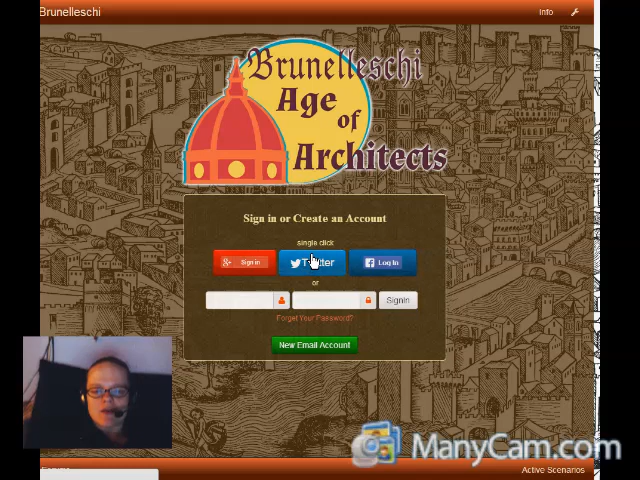 Brunelleschi
Info
Brunelleschi
Age
of
Architects
Sign in or Create an Account
single click
g+ Sign in
Twitter
f Log In
or
Signin
Forget Your Password?
New Email Account
ManyCam.com
Active Scenarios